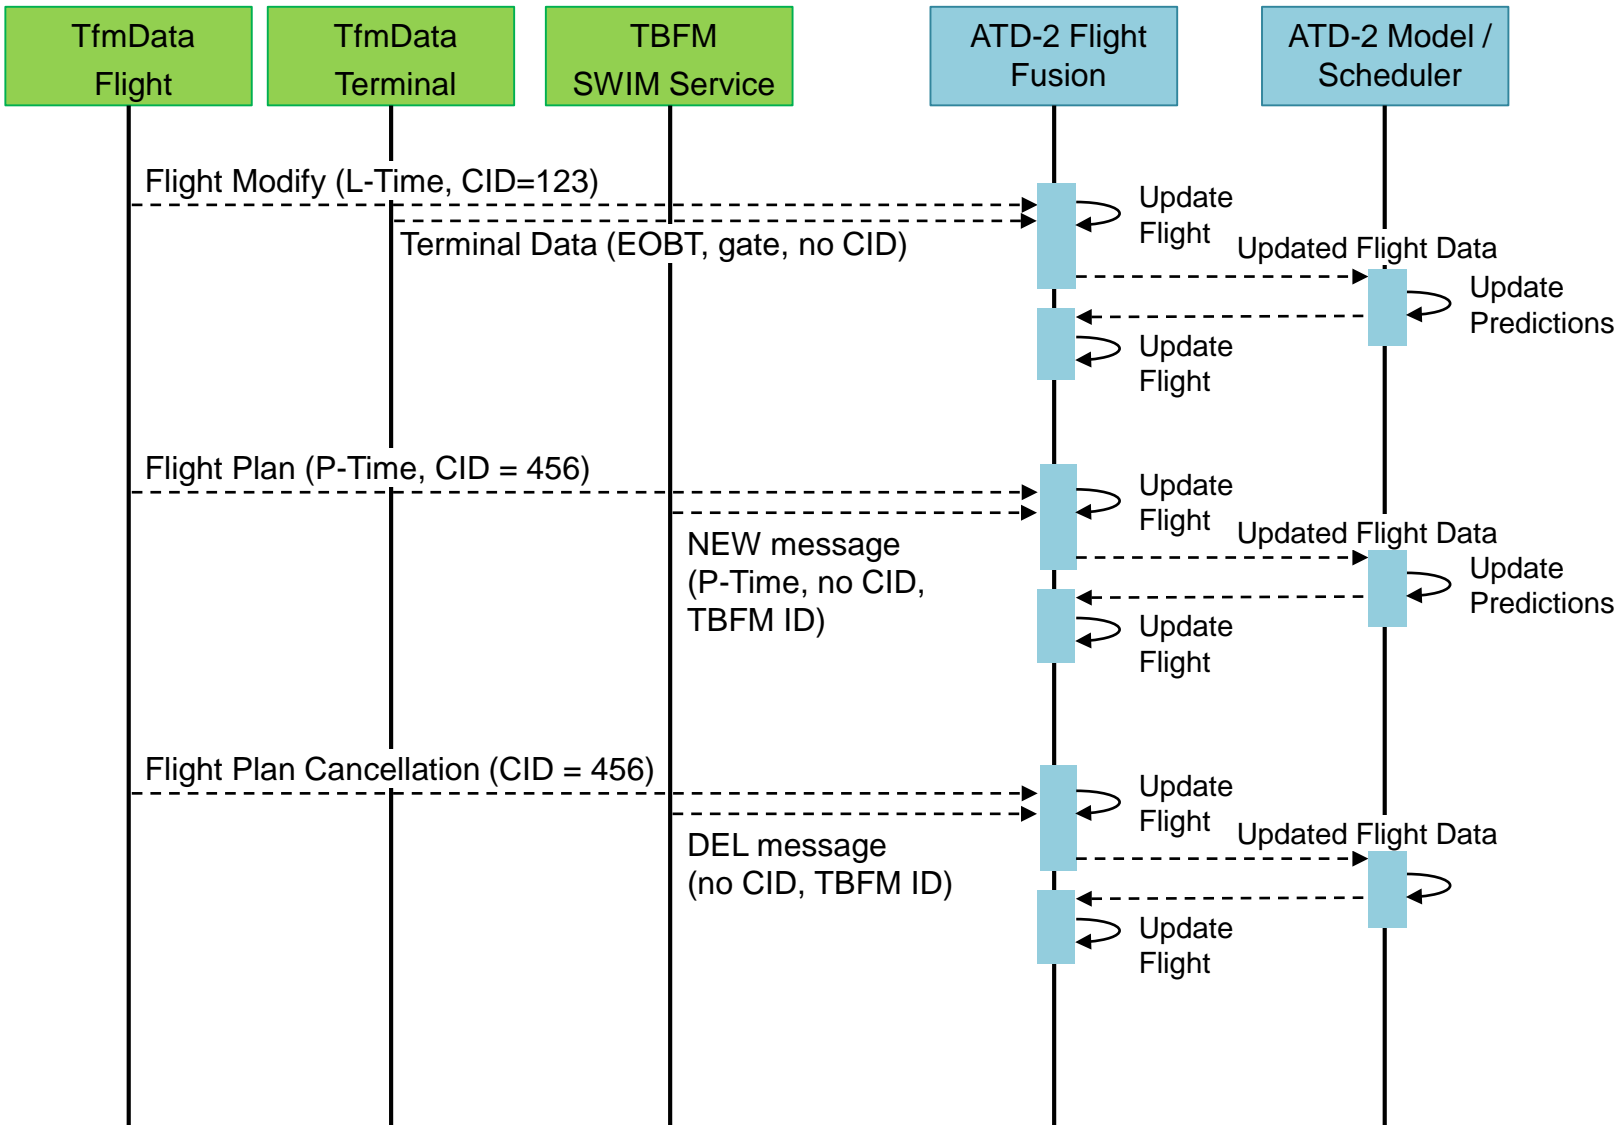 TfmData
Flight
TfmData
Terminal
TBFM
SWIM Service
ATD-2 Flight
Fusion
ATD-2 Model /
Scheduler
Flight Modify (L-Time, CID=123)
Terminal Data (EOBT, gate, no CID)
Update
Flight
Updated Flight Data
Update
Predictions
Update
Flight
Flight Plan (P-Time, CID = 456)
NEW message
(P-Time, no CID,
TBFM ID)
Update
Flight
Updated Flight Data
Update
Predictions
Update
Flight
Flight Plan Cancellation (CID = 456)
DEL message
(no CID, TBFM ID)
Update
Flight
Updated Flight Data
Update
Flight